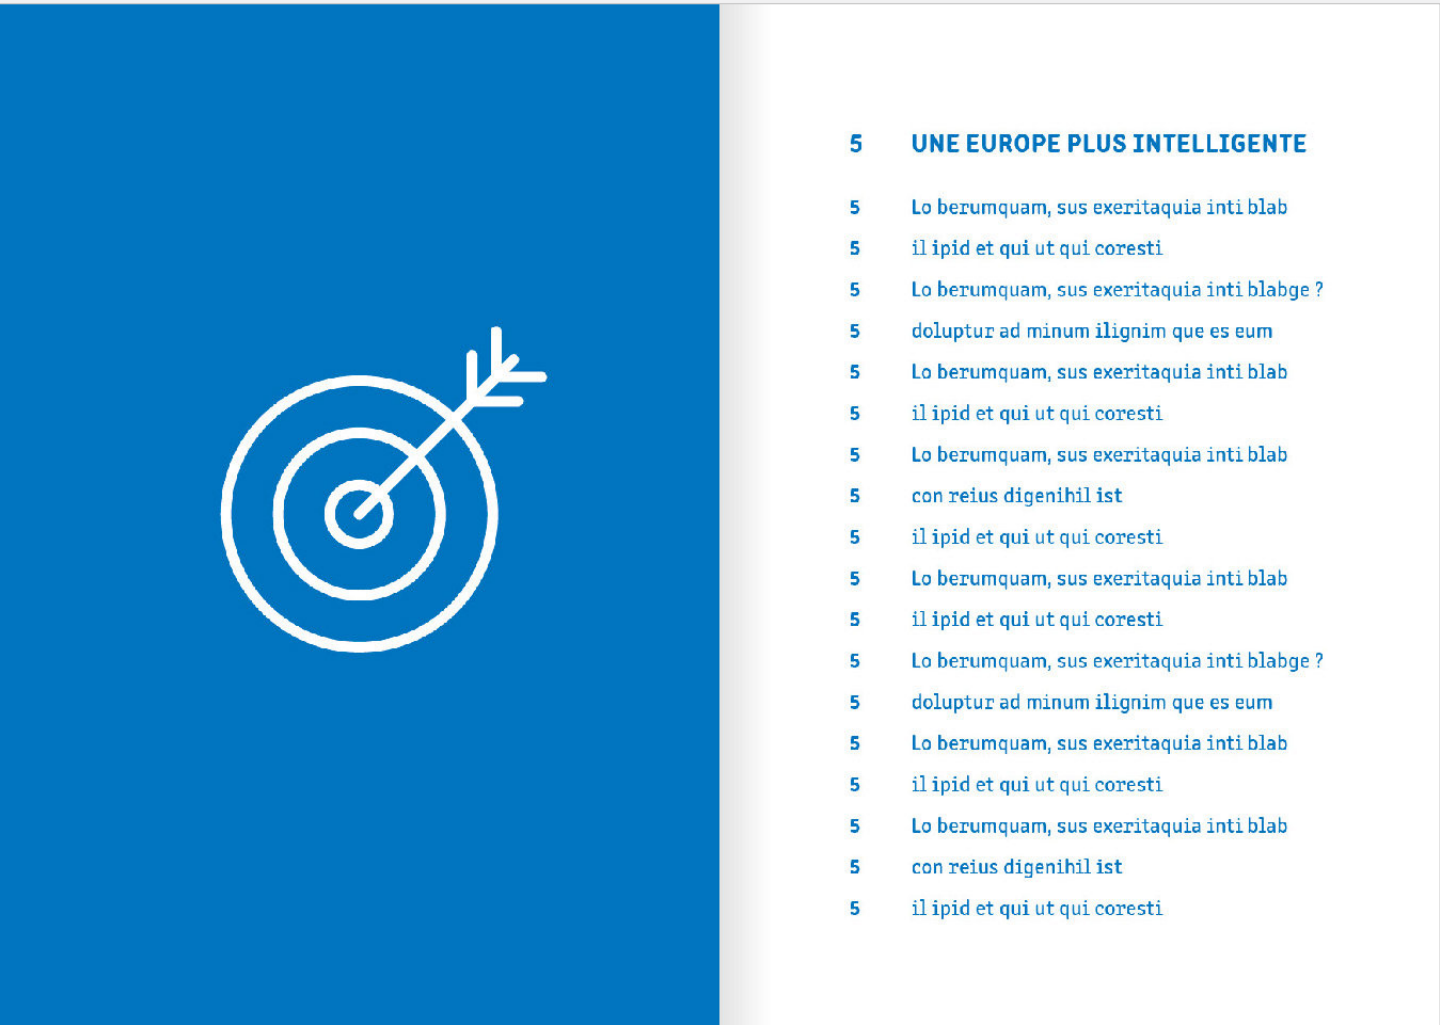 5 UNE EUROPE PLUS INTELLIGENTE
5 Lo berumquam, sus exeritaquia inti blab
5 il ipid et qui ut qui coresti
5 Lo berumquam, sus exeritaquia inti blabge ?
5 doluptur ad minum ilignim que es eum
5 Lo berumquam, sus exeritaquia inti blab
5 il ipid et qui ut qui coresti
5 Lo berumquam, sus exeritaquia inti blab
5 con reius digenihil ist
5 il ipid et qui ut qui coresti
5 Lo berumquam, sus exeritaquia inti blab
5 il ipid et qui ut qui coresti
5 Lo berumquam, sus exeritaquia inti blabge ?
5 doluptur ad minum ilignim que es eum
5 Lo berumquam, sus exeritaquia inti blab
5 il ipid et qui ut qui coresti
5 Lo berumquam, sus exeritaquia inti blab
5 con reius digenihil ist
5 il ipid et qui ut qui coresti